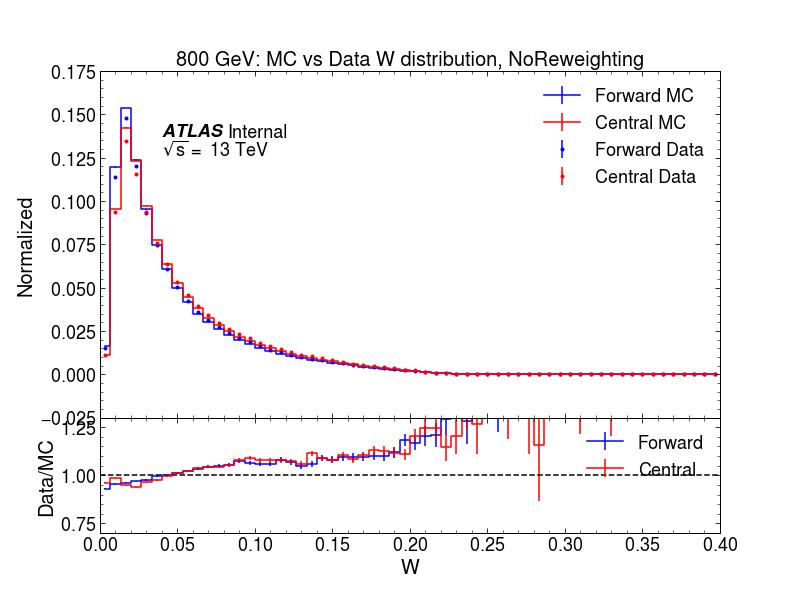 800 GeV: MC vs Data W distribution, NoReweighting
0.175
0.150
0.125
0.100
0.075
0.050
0.025
0.000
−0.025
Normalized
ATLAS Internal
√s = 13 TeV
Forward MC
Central MC
Forward Data
Central Data
1.25
1.00
0.75
Data/MC
Forward
Central
0.00 0.05 0.10 0.15 0.20 0.25 0.30 0.35 0.40
W